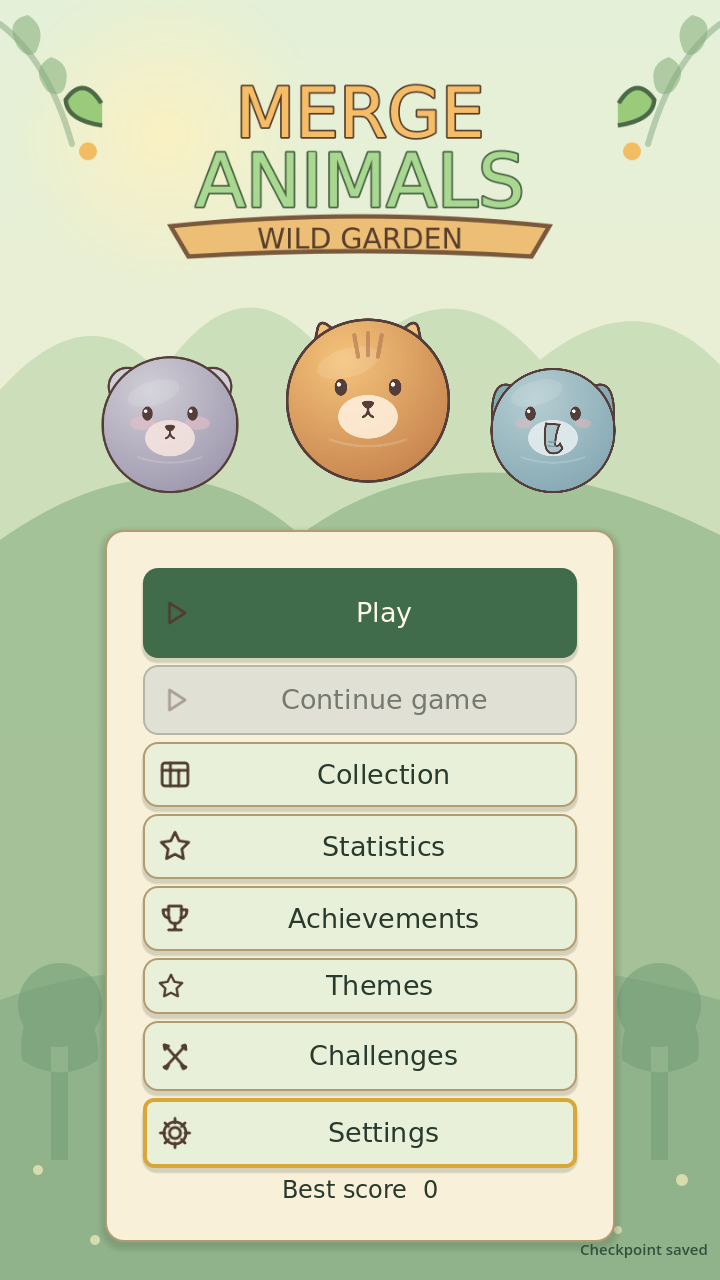 MERGE
ANIMALS
WILD GARDEN
Play
Continue game
Collection
Statistics
Achievements
Themes
Challenges
Settings
Best score 0
Checkpoint saved